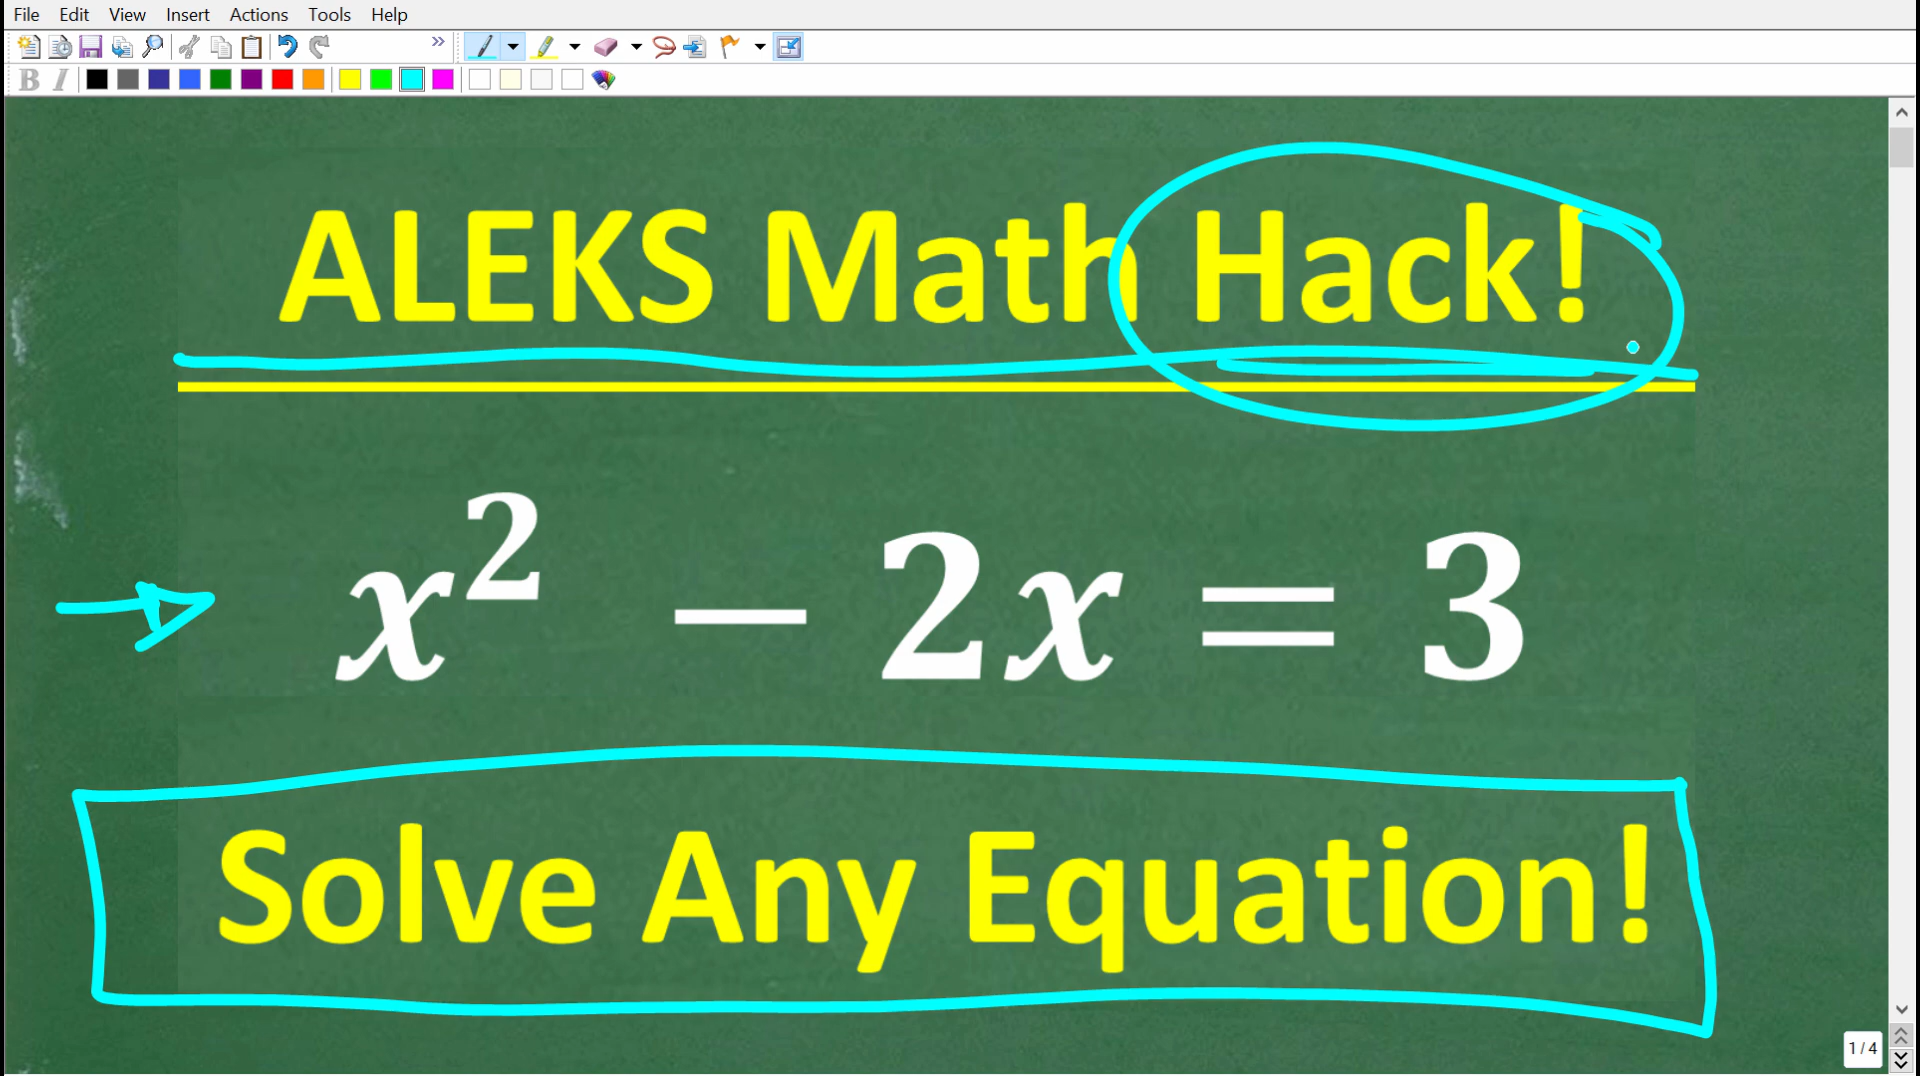 File Edit View Insert Actions Tools Help
B I
ALEKS Math Hack!
x² − 2x = 3
Solve Any Equation!
1 / 4